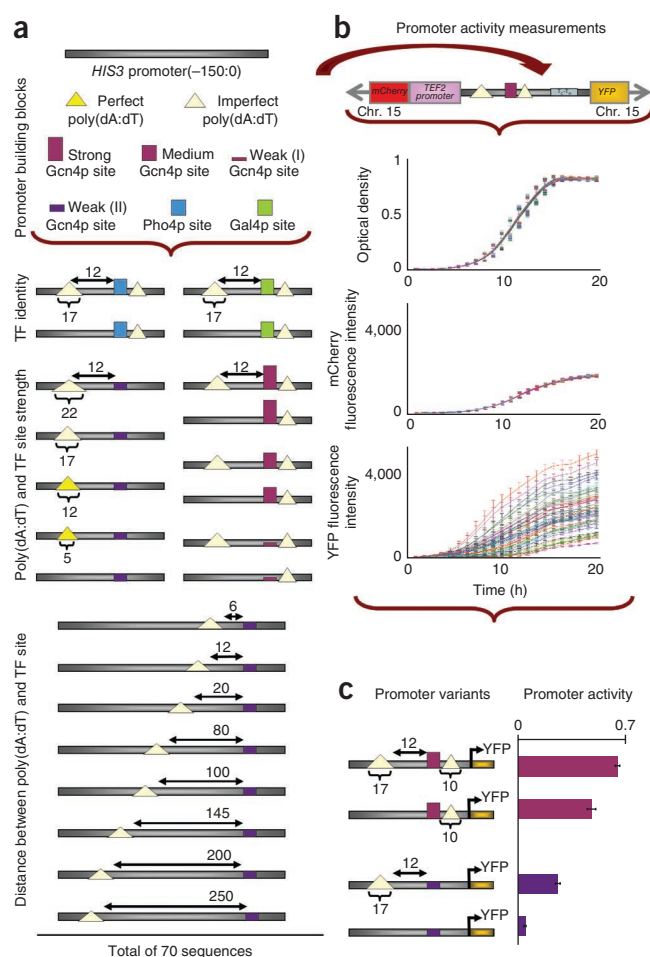 a
HIS3 promoter(–150:0)
Promoter building blocks
Perfect poly(dA:dT)
Imperfect poly(dA:dT)
Strong Gcn4p site
Medium Gcn4p site
Weak (I) Gcn4p site
Weak (II) Gcn4p site
Pho4p site
Gal4p site
TF identity
12
17
12
17
Poly(dA:dT) and TF site strength
12
22
17
12
5
12
Distance between poly(dA:dT) and TF site
6
12
20
80
100
145
200
250
Total of 70 sequences
b
Promoter activity measurements
mCherry
TEF2 promoter
YFP
Chr. 15
Chr. 15
Optical density
1
0.5
0
0
10
20
mCherry fluorescence intensity
4,000
0
0
10
20
YFP fluorescence intensity
4,000
0
0
10
20
Time (h)
c
Promoter variants
Promoter activity
0
0.7
12
17
10
YFP
10
YFP
12
17
YFP
YFP